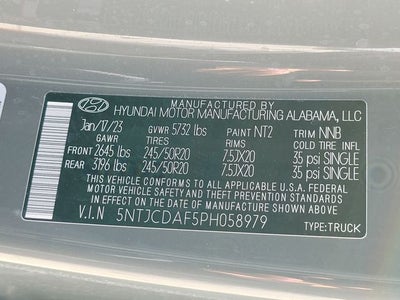 MANUFACTURED BY
HYUNDAI MOTOR MANUFACTURING ALABAMA, LLC
Jan/17/23 GVWR 5732 lbs PAINT NT2 TRIM NNB
GAWR TIRES RIMS COLD TIRE INFL
FRONT 2645 lbs 245/50R20 7.5JX20 35 psi SINGLE
REAR 3196 lbs 245/50R20 7.5JX20 35 psi SINGLE
THIS VEHICLE CONFORMS TO ALL APPLICABLE FEDERAL
MOTOR VEHICLE SAFETY AND THEFT PREVENTION STANDARDS
IN EFFECT ON THE DATE OF MANUFACTURE SHOWN ABOVE.
V.I.N 5NTJCDAF5PH058979 TYPE:TRUCK